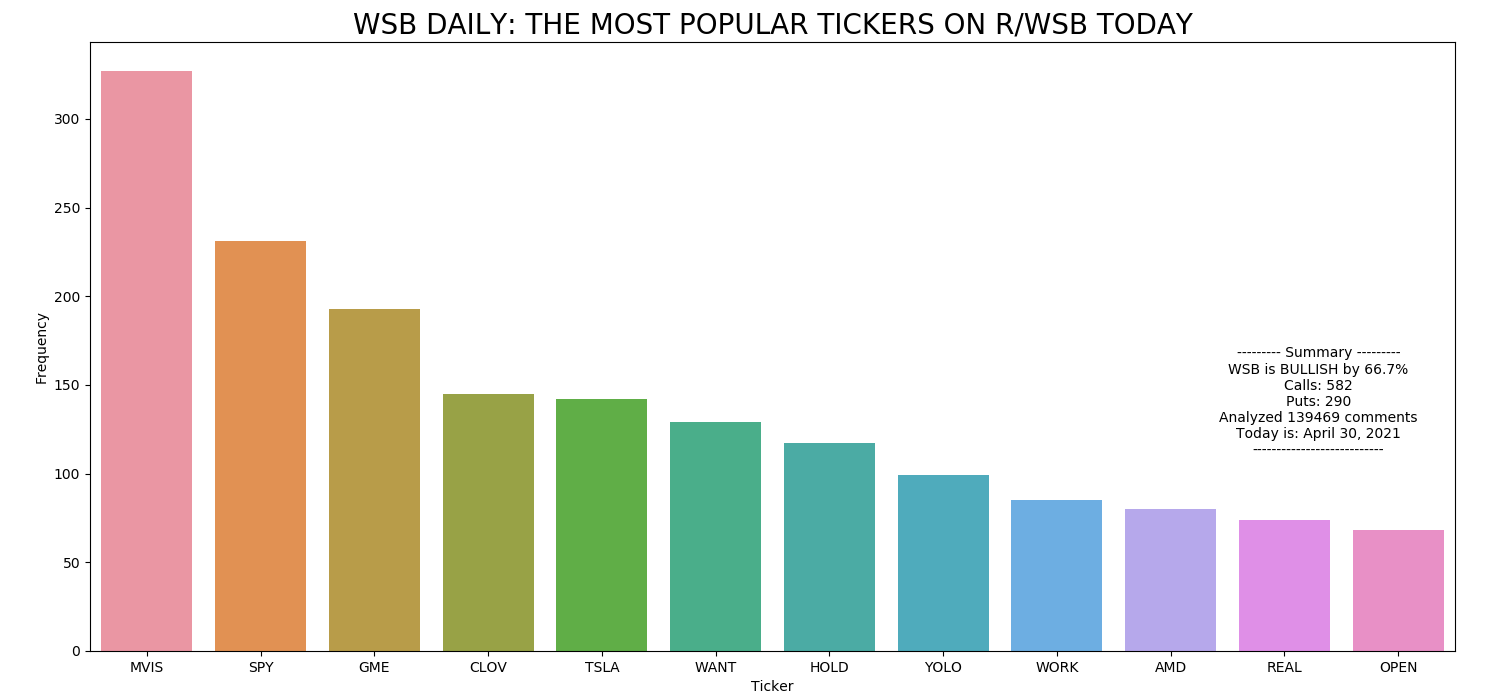 WSB DAILY: THE MOST POPULAR TICKERS ON R/WSB TODAY
300
250
200
150
100
50
0
Frequency
--------- Summary ---------
WSB is BULLISH by 66.7%
Calls: 582
Puts: 290
Analyzed 139469 comments
Today is: April 30, 2021
---------------------------
MVIS SPY GME CLOV TSLA WANT HOLD YOLO WORK AMD REAL OPEN
Ticker